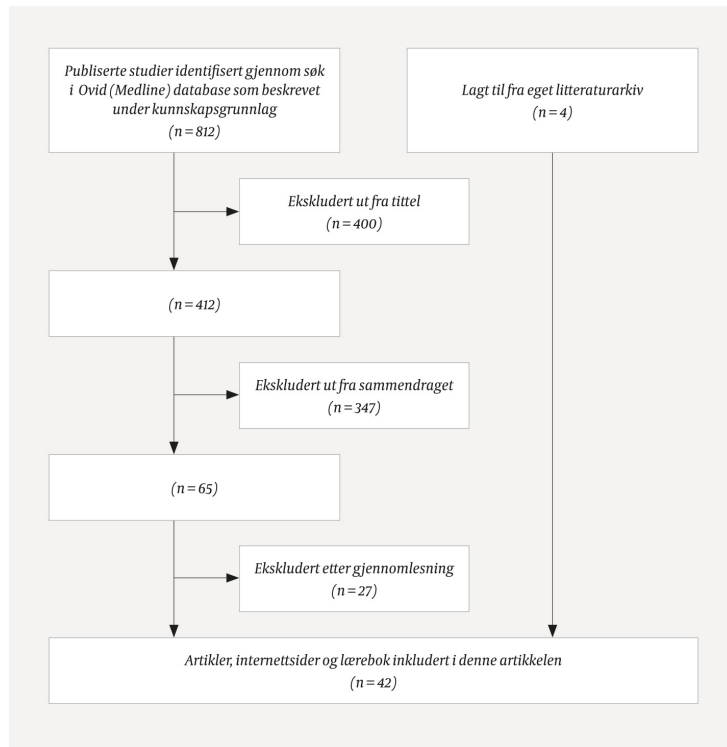 Publiserte studier identifisert gjennom søk
i Ovid (Medline) database som beskrevet
under kunnskapsgrunnlag
(n = 812)
Lagt til fra eget litteraturarkiv
(n = 4)
Ekskludert ut fra tittel
(n = 400)
(n = 412)
Ekskludert ut fra sammendraget
(n = 347)
(n = 65)
Ekskludert etter gjennomlesning
(n = 27)
Artikler, internettsider og lærebok inkludert i denne artikkelen
(n = 42)